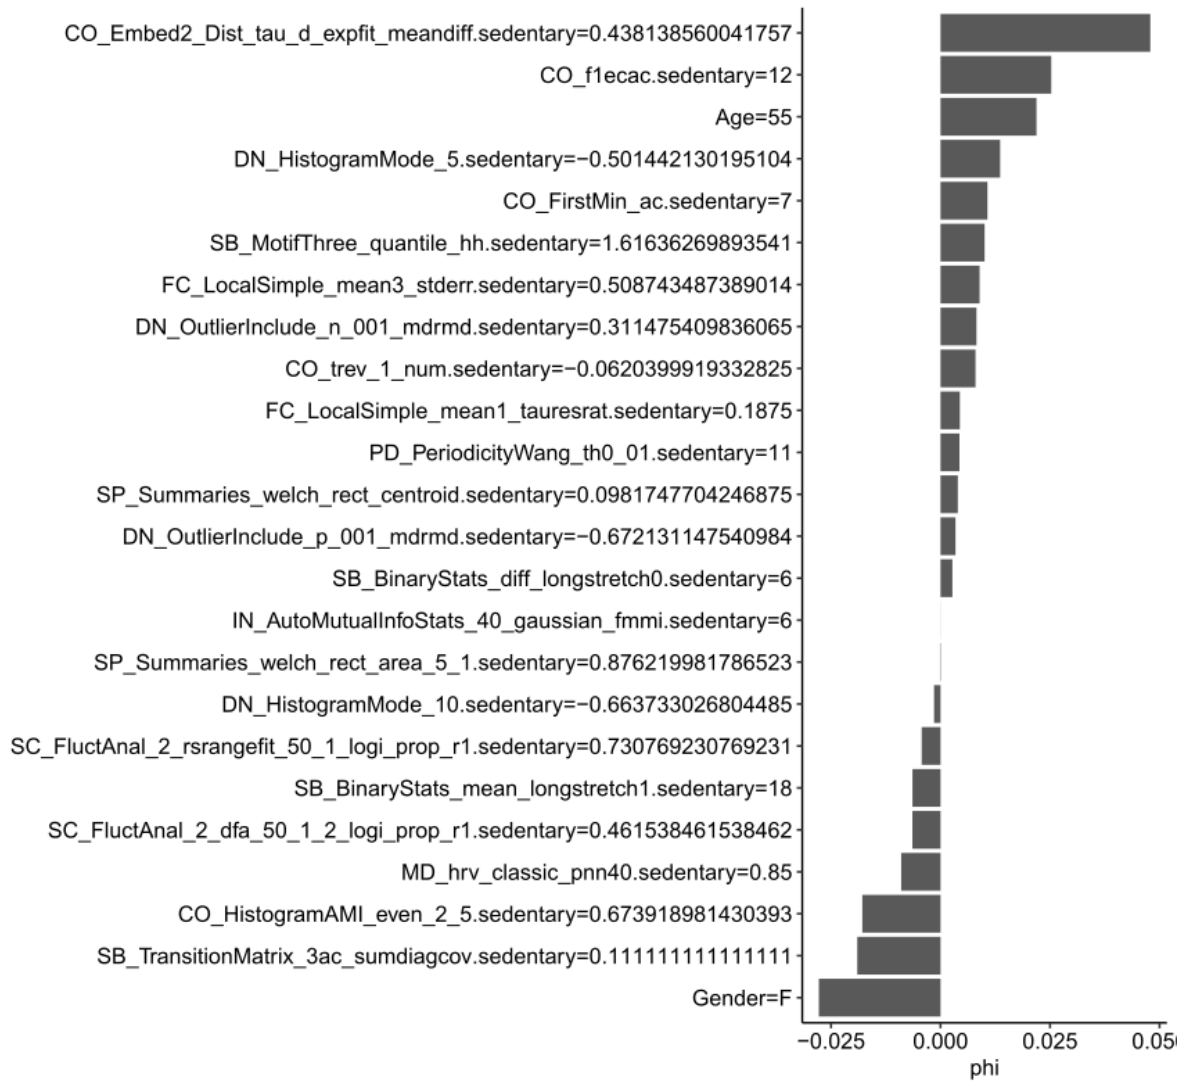 CO_Embed2_Dist_tau_d_expfit_meandiff.sedentary=0.438138560041757
CO_f1ecac.sedentary=12
Age=55
DN_HistogramMode_5.sedentary=−0.501442130195104
CO_FirstMin_ac.sedentary=7
SB_MotifThree_quantile_hh.sedentary=1.61636269893541
FC_LocalSimple_mean3_stderr.sedentary=0.508743487389014
DN_OutlierInclude_n_001_mdrmd.sedentary=0.311475409836065
CO_trev_1_num.sedentary=−0.0620399919332825
FC_LocalSimple_mean1_tauresrat.sedentary=0.1875
PD_PeriodicityWang_th0_01.sedentary=11
SP_Summaries_welch_rect_centroid.sedentary=0.0981747704246875
DN_OutlierInclude_p_001_mdrmd.sedentary=−0.672131147540984
SB_BinaryStats_diff_longstretch0.sedentary=6
IN_AutoMutualInfoStats_40_gaussian_fmmi.sedentary=6
SP_Summaries_welch_rect_area_5_1.sedentary=0.876219981786523
DN_HistogramMode_10.sedentary=−0.663733026804485
SC_FluctAnal_2_rsrangefit_50_1_logi_prop_r1.sedentary=0.730769230769231
SB_BinaryStats_mean_longstretch1.sedentary=18
SC_FluctAnal_2_dfa_50_1_2_logi_prop_r1.sedentary=0.461538461538462
MD_hrv_classic_pnn40.sedentary=0.85
CO_HistogramAMI_even_2_5.sedentary=0.673918981430393
SB_TransitionMatrix_3ac_sumdiagcov.sedentary=0.111111111111111
Gender=F
−0.025 0.000 0.025
phi